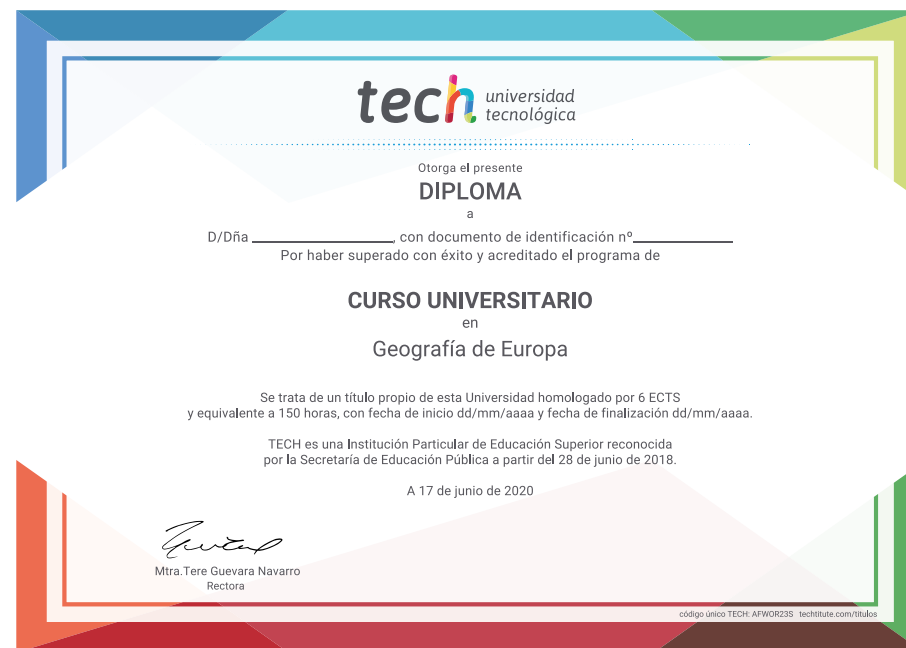 tech universidad
tecnológica
Otorga el presente
DIPLOMA
a
D/Dña ____________________, con documento de identificación nº______________
Por haber superado con éxito y acreditado el programa de
CURSO UNIVERSITARIO
en
Geografía de Europa
Se trata de un título propio de esta Universidad homologado por 6 ECTS
y equivalente a 150 horas, con fecha de inicio dd/mm/aaaa y fecha de finalización dd/mm/aaaa.
TECH es una Institución Particular de Educación Superior reconocida
por la Secretaría de Educación Pública a partir del 28 de junio de 2018.
A 17 de junio de 2020
Mtra.Tere Guevara Navarro
Rectora
código único TECH: AFWOR23S techtitute.com/titulos